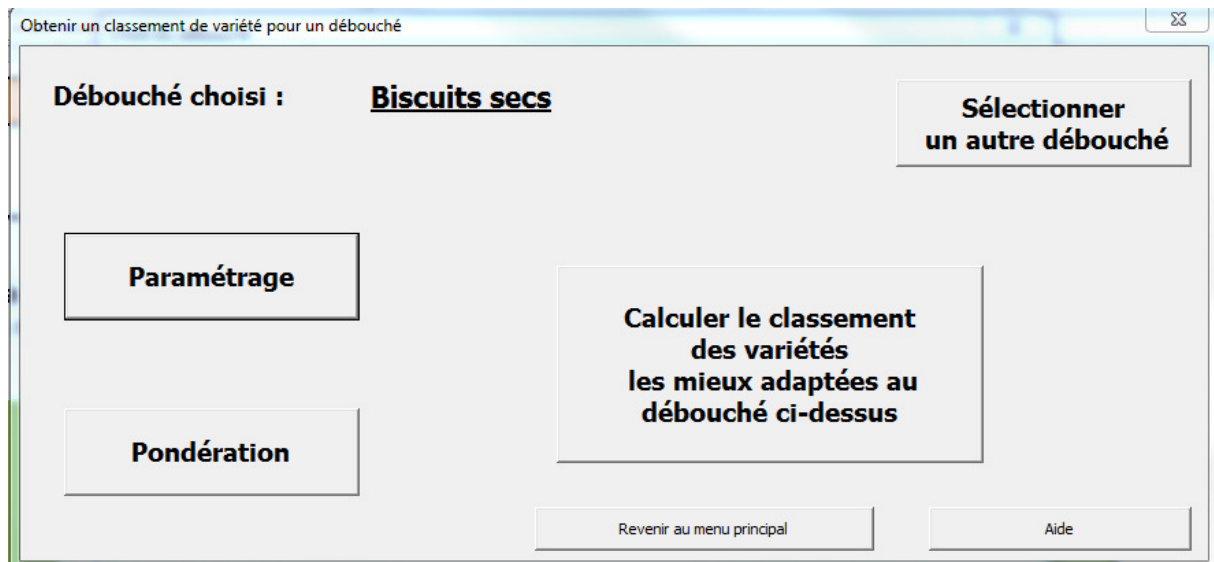 Obtenir un classement de variété pour un débouché
Débouché choisi : Biscuits secs
Sélectionner
un autre débouché
Paramétrage
Calculer le classement
des variétés
les mieux adaptées au
débouché ci-dessus
Pondération
Revenir au menu principal
Aide